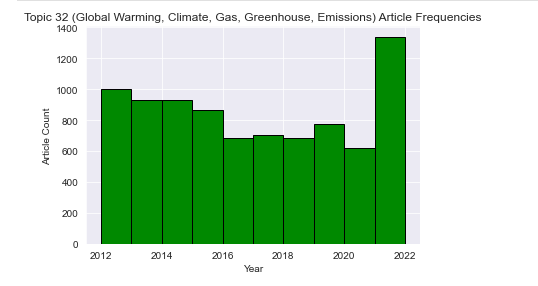 Topic 32 (Global Warming, Climate, Gas, Greenhouse, Emissions) Article Frequencies
1400
1200
1000
800
600
400
200
0
Article Count
2012 2014 2016 2018 2020 2022
Year